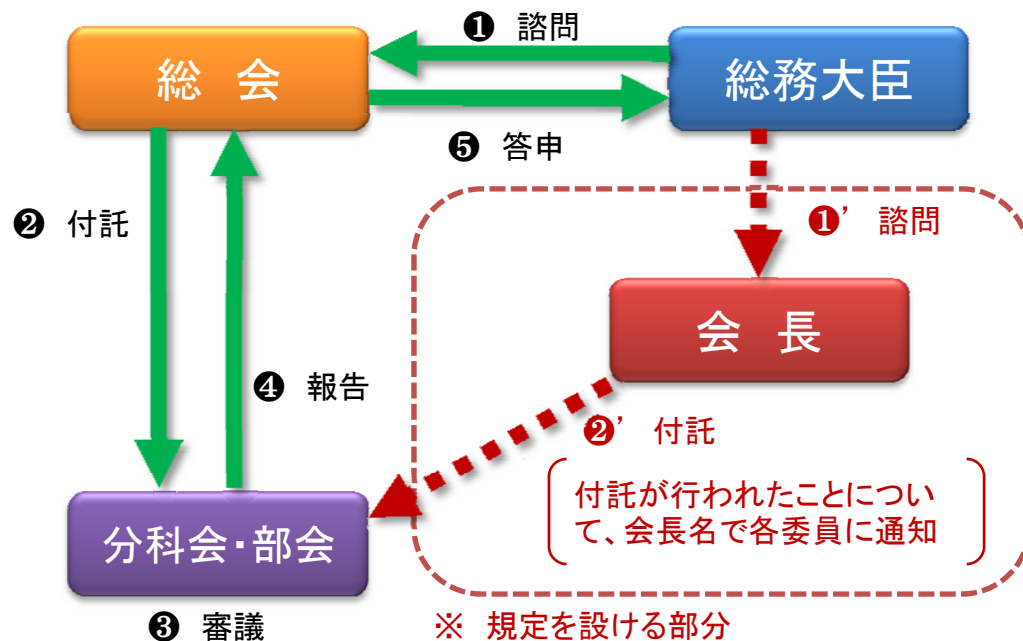 ❶ 諮問
総 会
総務大臣
❺ 答申
❷ 付託
❶’ 諮問
会 長
❹ 報告
❷’ 付託
付託が行われたことについ
て、会長名で各委員に通知
分科会・部会
❸ 審議
※ 規定を設ける部分